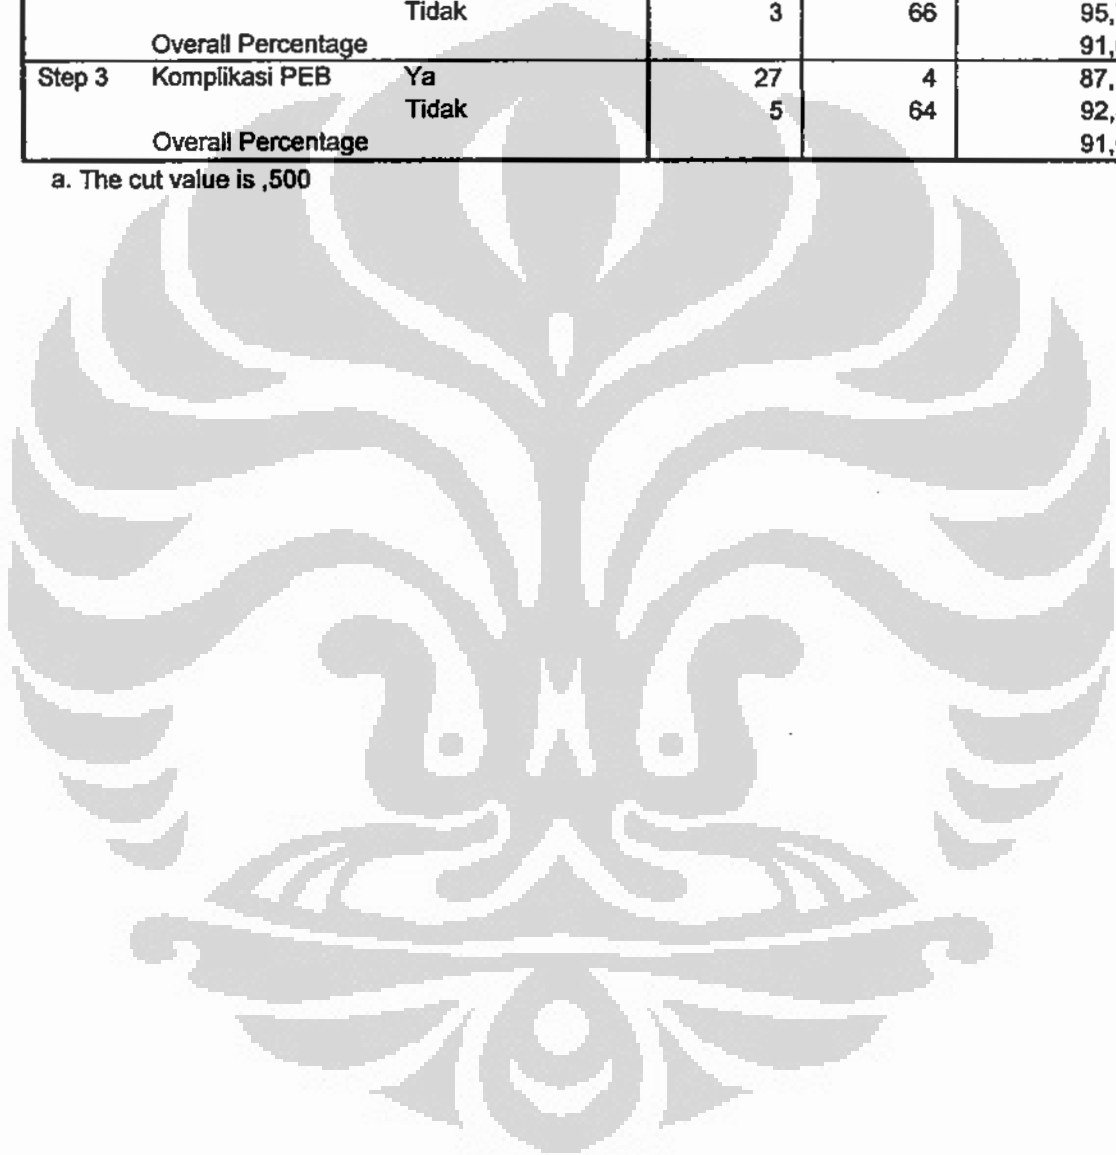 Tidak 3 66 95,
Overall Percentage 91,
Step 3 Komplikasi PEB Ya 27 4 87,
Tidak 5 64 92,
Overall Percentage 91,
a. The cut value is ,500